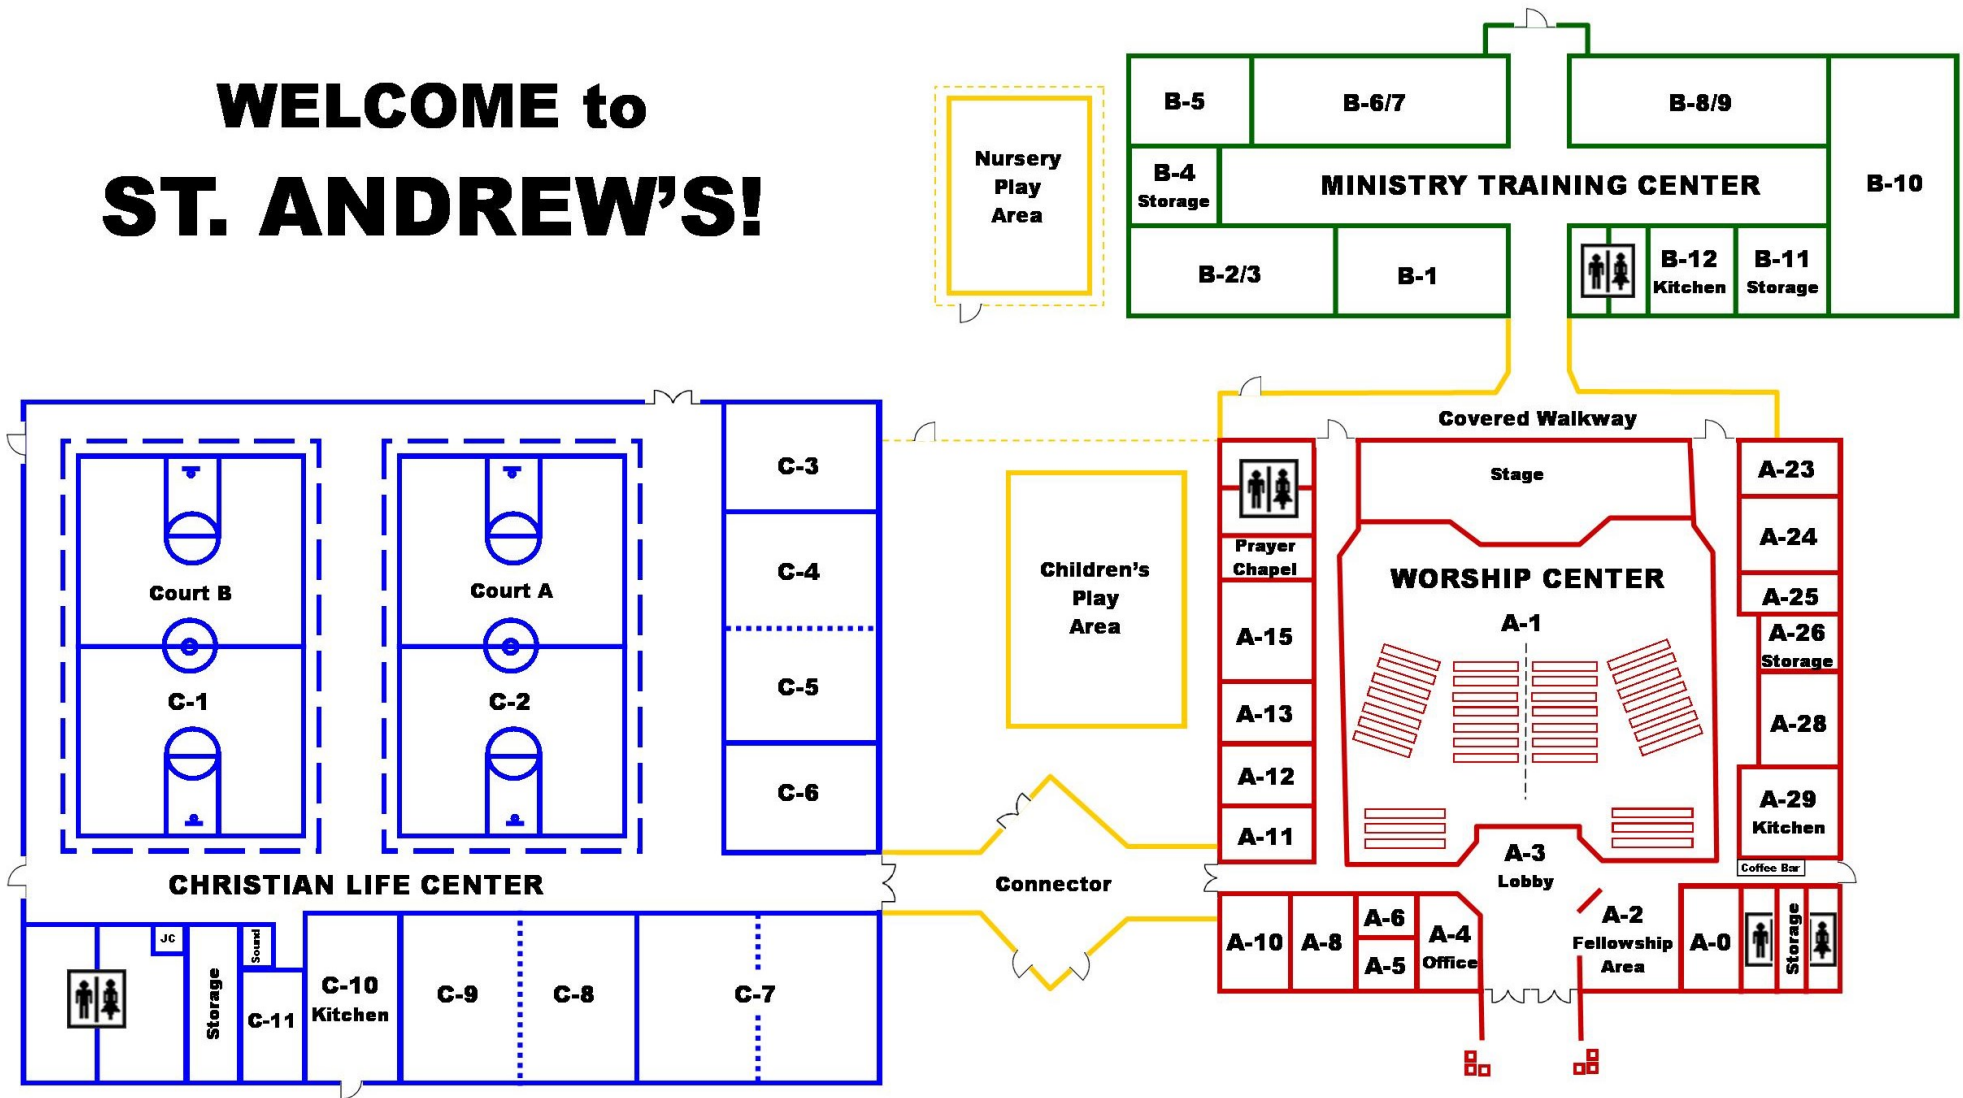 WELCOME to
ST. ANDREW'S!
Nursery
Play
Area
B-5
B-6/7
B-8/9
B-4
Storage
MINISTRY TRAINING CENTER
B-10
B-2/3
B-1
B-12
Kitchen
B-11
Storage
Covered Walkway
Court B
C-1
Court A
C-2
C-3
C-4
C-5
C-6
CHRISTIAN LIFE CENTER
JC
Storage
Sound
C-11
C-10
Kitchen
C-9
C-8
C-7
Children's
Play
Area
Connector
Prayer
Chapel
A-15
A-13
A-12
A-11
Stage
WORSHIP CENTER
A-1
A-23
A-24
A-25
A-26
Storage
A-28
A-29
Kitchen
Coffee Bar
A-3
Lobby
A-10
A-8
A-6
A-5
A-4
Office
A-2
Fellowship
Area
A-0
Storage